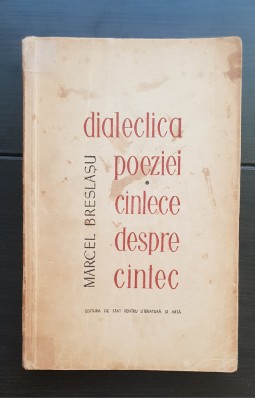 MARCEL BRESLAȘU
dialectica
poeziei
•
cîntece
despre
cîntec
EDITURA DE STAT PENTRU LITERATURĂ ȘI ARTĂ